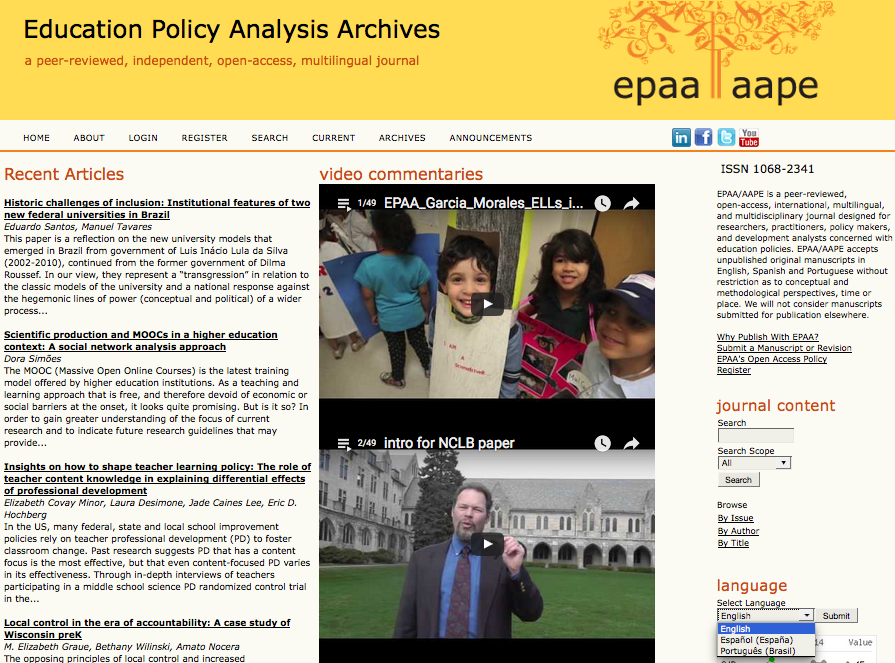 Education Policy Analysis Archives
a peer-reviewed, independent, open-access, multilingual journal
epaa aape
HOME ABOUT LOGIN REGISTER SEARCH CURRENT ARCHIVES ANNOUNCEMENTS
in f t You Tube
Recent Articles
Historic challenges of inclusion: Institutional features of two
new federal universities in Brazil
Eduardo Santos, Manuel Tavares
This paper is a reflection on the new university models that
emerged in Brazil from government of Luis Inácio Lula da Silva
(2002-2010), continued from the former government of Dilma
Roussef. In our view, they represent a “transgression” in relation to
the classic models of the university and a national response against
the hegemonic lines of power (conceptual and political) of a wider
process...
Scientific production and MOOCs in a higher education
context: A social network analysis approach
Dora Simões
The MOOC (Massive Open Online Courses) is the latest training
model offered by higher education institutions. As a teaching and
learning approach that is free, and therefore devoid of economic or
social barriers at the onset, it looks quite promising. But is it so? In
order to gain greater understanding of the focus of current
research and to indicate future research guidelines that may
provide...
Insights on how to shape teacher learning policy: The role of
teacher content knowledge in explaining differential effects
of professional development
Elizabeth Covay Minor, Laura Desimone, Jade Caines Lee, Eric D.
Hochberg
In the US, many federal, state and local school improvement
policies rely on teacher professional development (PD) to foster
classroom change. Past research suggests PD that has a content
focus is the most effective, but that even content-focused PD varies
in its effectiveness. Through in-depth interviews of teachers
participating in a middle school science PD randomized control trial
in the...
Local control in the era of accountability: A case study of
Wisconsin preK
M. Elizabeth Graue, Bethany Wilinski, Amato Nocera
The opposing principles of local control and increased
video commentaries
1/49 EPAA_Garcia_Morales_ELLs_i...
I AM
A
2/49 intro for NCLB paper
ISSN 1068-2341
EPAA/AAPE is a peer-reviewed,
open-access, international, multilingual,
and multidisciplinary journal designed for
researchers, practitioners, policy makers,
and development analysts concerned with
education policies. EPAA/AAPE accepts
unpublished original manuscripts in
English, Spanish and Portuguese without
restriction as to conceptual and
methodological perspectives, time or
place. We will not consider manuscripts
submitted for publication elsewhere.
Why Publish With EPAA?
Submit a Manuscript or Revision
EPAA's Open Access Policy
Register
journal content
Search
Search Scope
All
Search
Browse
By Issue
By Author
By Title
language
Select Language
English Submit
English
Español (España)
Português (Brasil)
14 Value